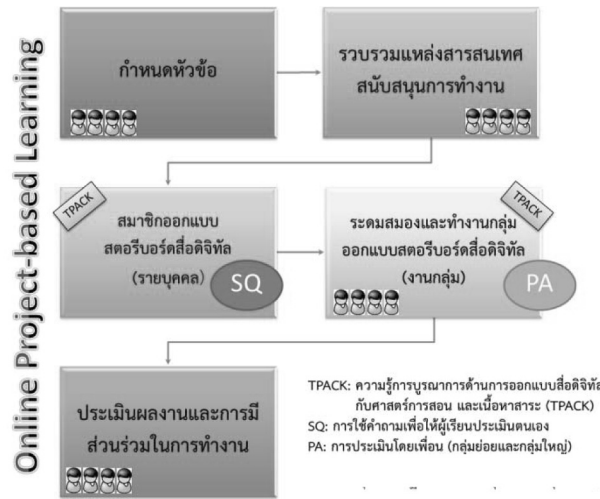 Online Project-based Learning
กำหนดหัวข้อ
รวบรวมแหล่งสารสนเทศ
สนับสนุนการทำงาน
TPACK
สมาชิกออกแบบ
สตอรีบอร์ดสื่อดิจิทัล
(รายบุคคล)
SQ
TPACK
ระดมสมองและทำงานกลุ่ม
ออกแบบสตอรีบอร์ดสื่อดิจิทัล
(งานกลุ่ม)
PA
ประเมินผลงานและการมี
ส่วนร่วมในการทำงาน
TPACK: ความรู้การบูรณาการด้านการออกแบบสื่อดิจิทัล
กับศาสตร์การสอน และเนื้อหาสาระ (TPACK)
SQ: การใช้คำถามเพื่อให้ผู้เรียนประเมินตนเอง
PA: การประเมินโดยเพื่อน (กลุ่มย่อยและกลุ่มใหญ่)